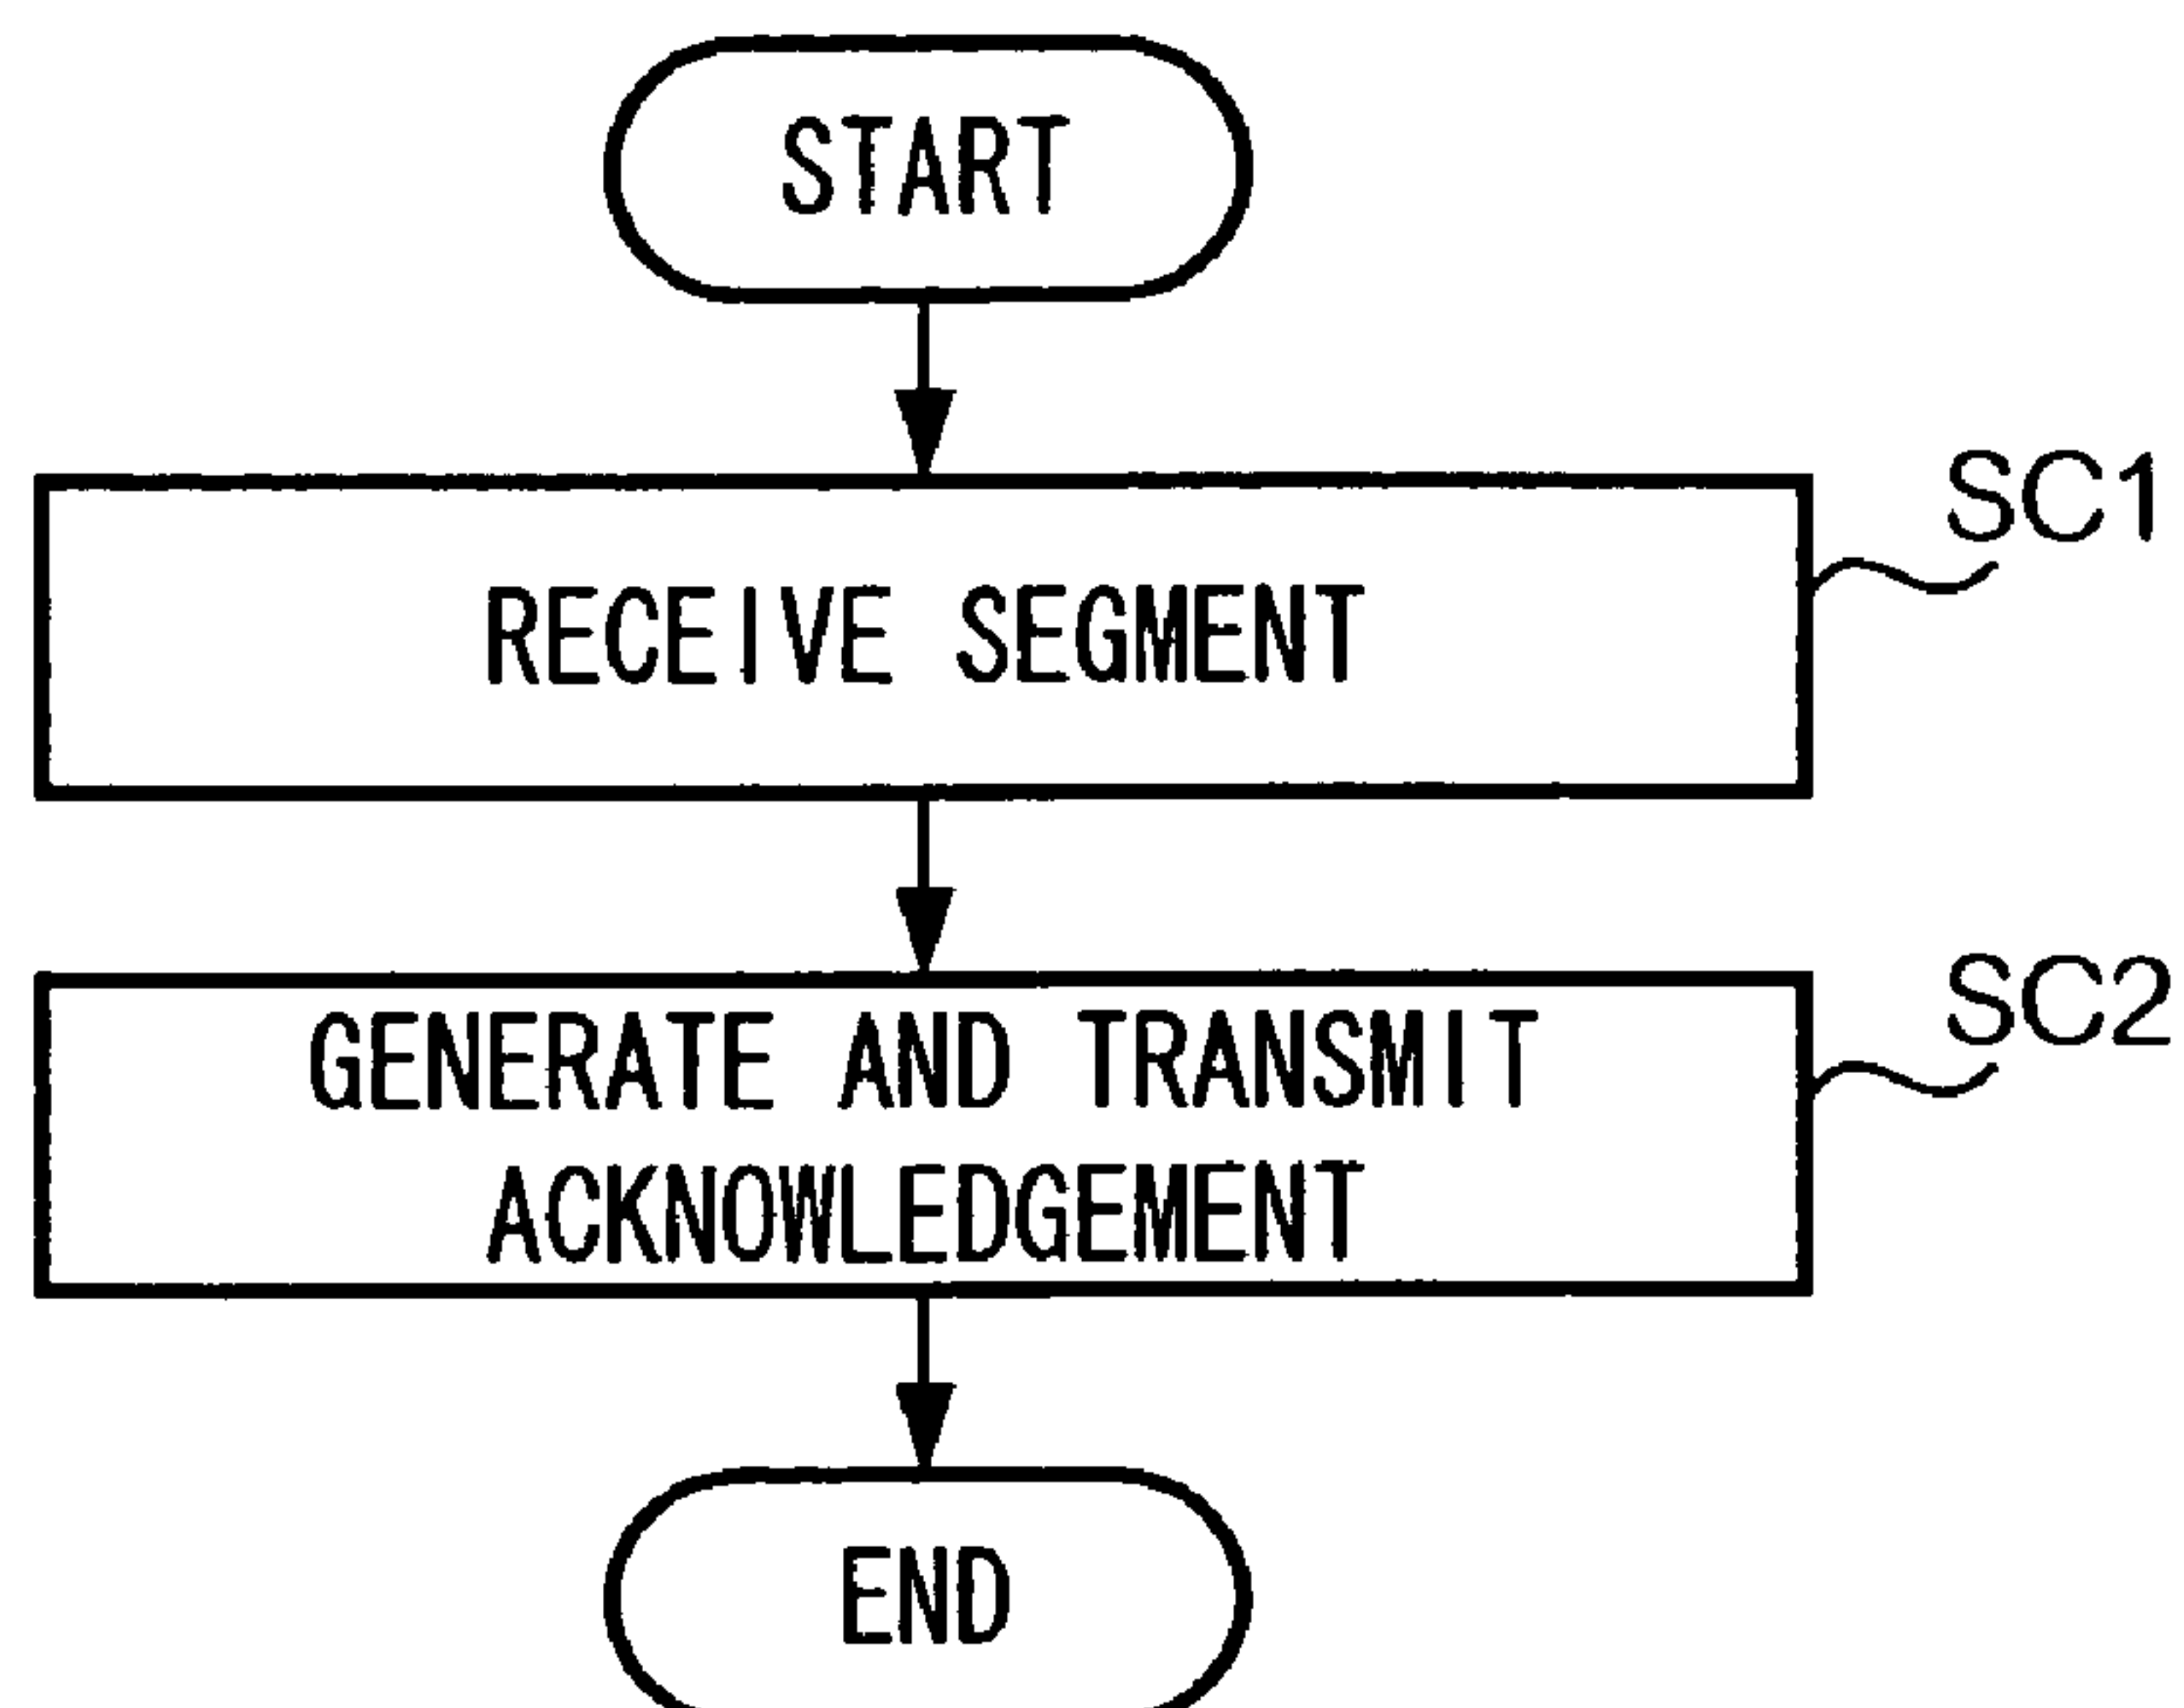 START
SC1
RECEIVE SEGMENT
SC2
GENERATE AND TRANSMIT
ACKNOWLEDGEMENT
END